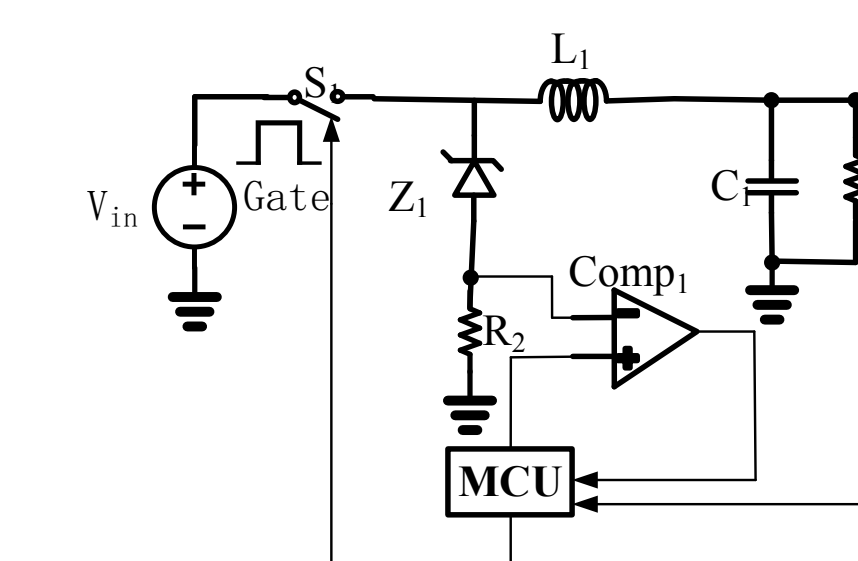 L₁
S₁
Vin
Gate
Z₁
C₁
Comp₁
R₂
MCU